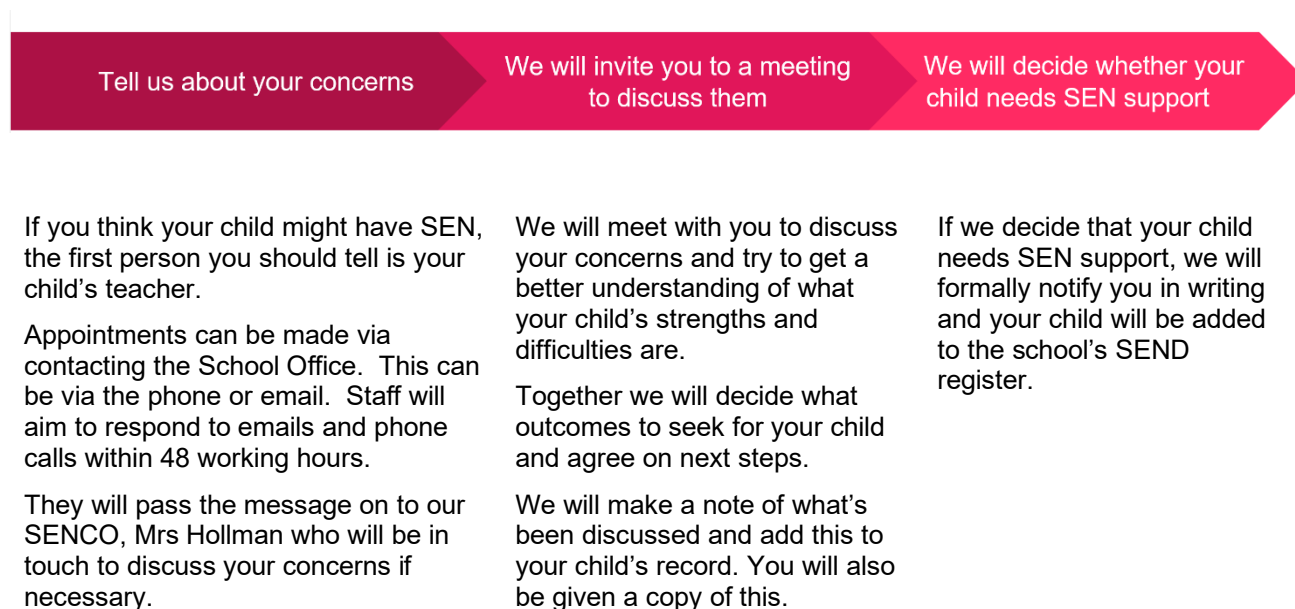 Tell us about your concerns
We will invite you to a meeting
to discuss them
We will decide whether your
child needs SEN support
If you think your child might have SEN,
the first person you should tell is your
child's teacher.
Appointments can be made via
contacting the School Office.  This can
be via the phone or email.  Staff will
aim to respond to emails and phone
calls within 48 working hours.
They will pass the message on to our
SENCO, Mrs Hollman who will be in
touch to discuss your concerns if
necessary.
We will meet with you to discuss
your concerns and try to get a
better understanding of what
your child's strengths and
difficulties are.
Together we will decide what
outcomes to seek for your child
and agree on next steps.
We will make a note of what's
been discussed and add this to
your child's record. You will also
be given a copy of this.
If we decide that your child
needs SEN support, we will
formally notify you in writing
and your child will be added
to the school's SEND
register.